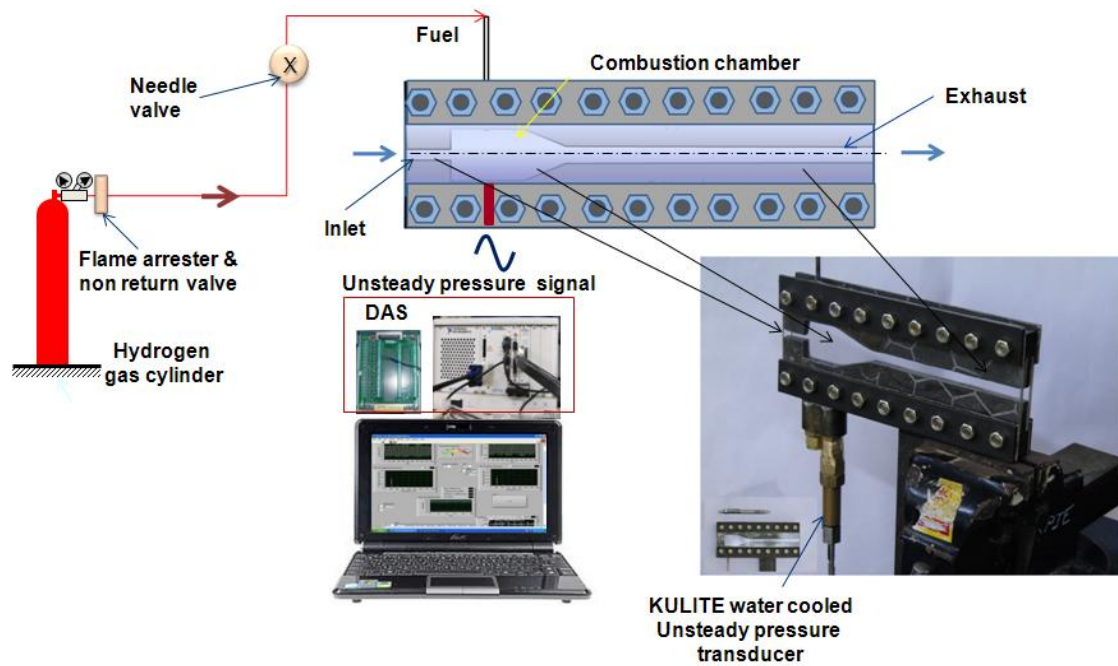 Fuel
Combustion chamber
Needle
valve
X
Exhaust
Inlet
Flame arrester &
non return valve
Unsteady pressure signal
DAS
Hydrogen
gas cylinder
KULITE water cooled
Unsteady pressure
transducer